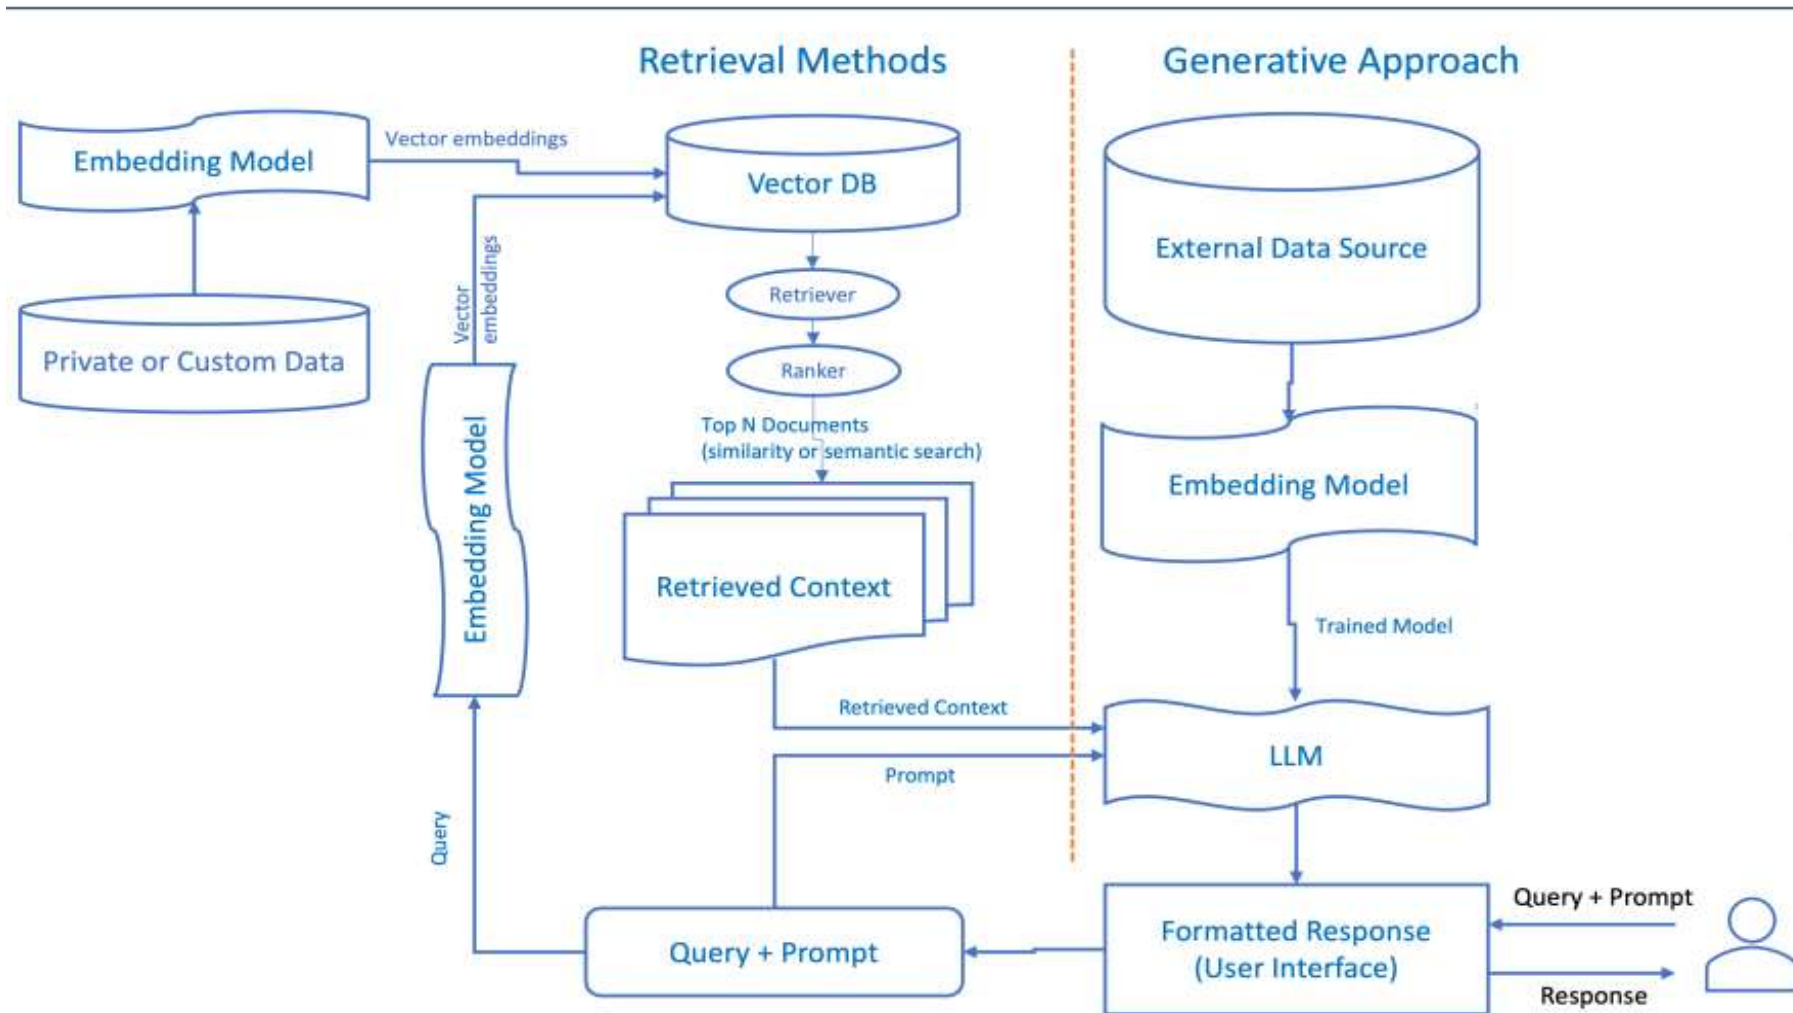 Retrieval Methods
Generative Approach
Embedding Model
Vector embeddings
Vector DB
External Data Source
Private or Custom Data
Vector
embeddings
Retriever
Ranker
Top N Documents
(similarity or semantic search)
Embedding Model
Embedding Model
Retrieved Context
Trained Model
Retrieved Context
LLM
Prompt
Query
Query + Prompt
Formatted Response
(User Interface)
Query + Prompt
Response